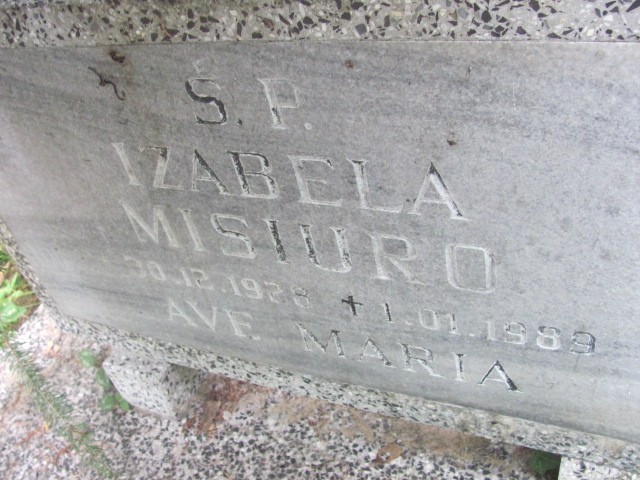 Ś.P.
IZABELA
MISIURO
30.12.1928 ✝ 1.01.1989
AVE MARIA